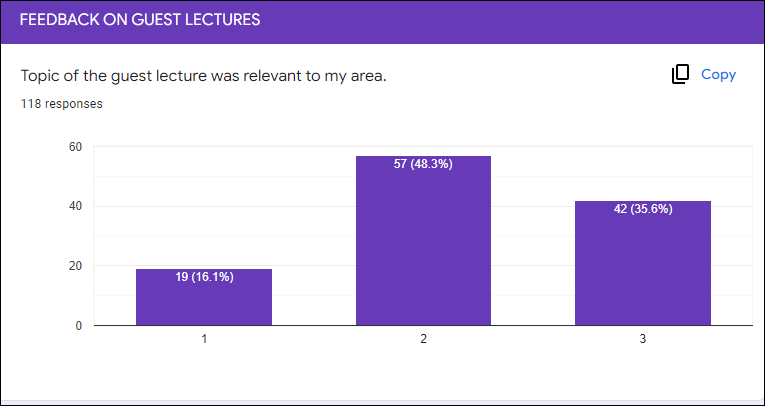 FEEDBACK ON GUEST LECTURES
Topic of the guest lecture was relevant to my area.
Copy
118 responses
60
40
20
0
19 (16.1%)
57 (48.3%)
42 (35.6%)
1
2
3